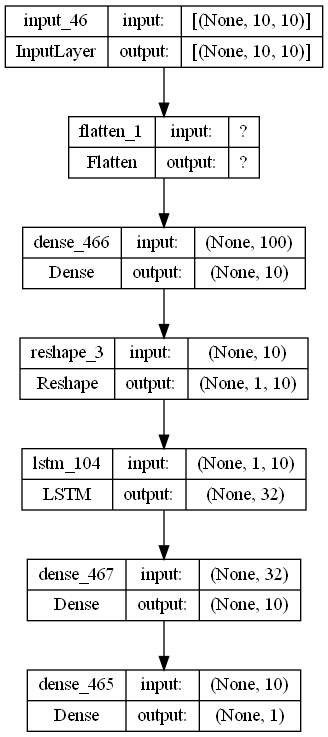 input_46 input: [(None, 10, 10)]
InputLayer output: [(None, 10, 10)]
flatten_1 input: ?
Flatten output: ?
dense_466 input: (None, 100)
Dense output: (None, 10)
reshape_3 input: (None, 10)
Reshape output: (None, 1, 10)
lstm_104 input: (None, 1, 10)
LSTM output: (None, 32)
dense_467 input: (None, 32)
Dense output: (None, 10)
dense_465 input: (None, 10)
Dense output: (None, 1)